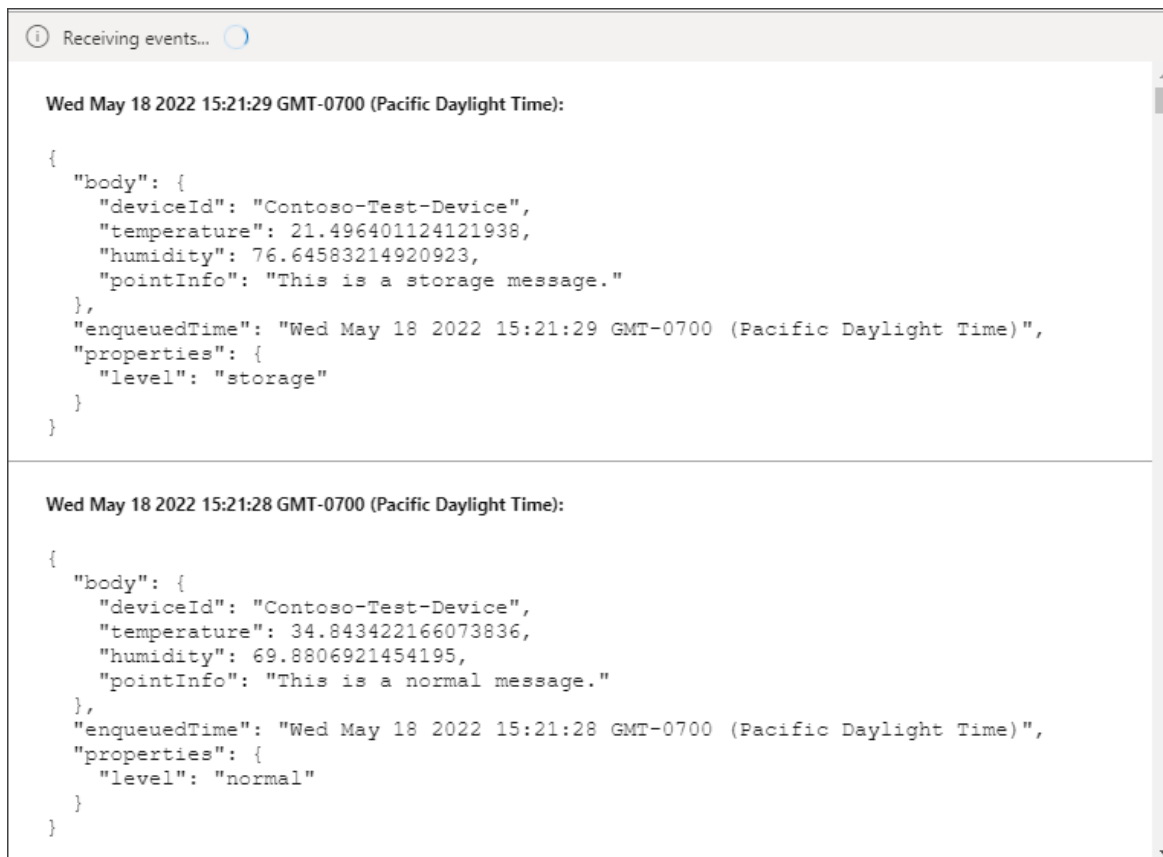 Receiving events...
Wed May 18 2022 15:21:29 GMT-0700 (Pacific Daylight Time):
{
  "body": {
    "deviceId": "Contoso-Test-Device",
    "temperature": 21.496401124121938,
    "humidity": 76.64583214920923,
    "pointInfo": "This is a storage message."
  },
  "enqueuedTime": "Wed May 18 2022 15:21:29 GMT-0700 (Pacific Daylight Time)",
  "properties": {
    "level": "storage"
  }
}
Wed May 18 2022 15:21:28 GMT-0700 (Pacific Daylight Time):
{
  "body": {
    "deviceId": "Contoso-Test-Device",
    "temperature": 34.843422166073836,
    "humidity": 69.8806921454195,
    "pointInfo": "This is a normal message."
  },
  "enqueuedTime": "Wed May 18 2022 15:21:28 GMT-0700 (Pacific Daylight Time)",
  "properties": {
    "level": "normal"
  }
}